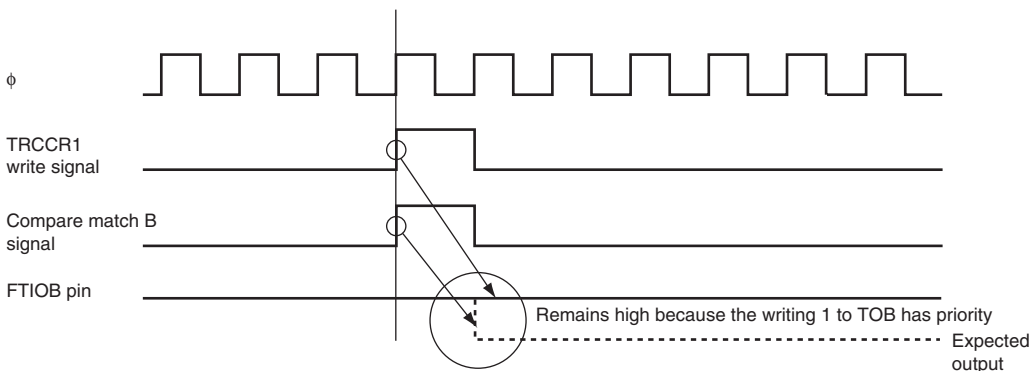 ϕ
TRCCR1
write signal
Compare match B
signal
FTIOB pin
Remains high because the writing 1 to TOB has priority
Expected
output